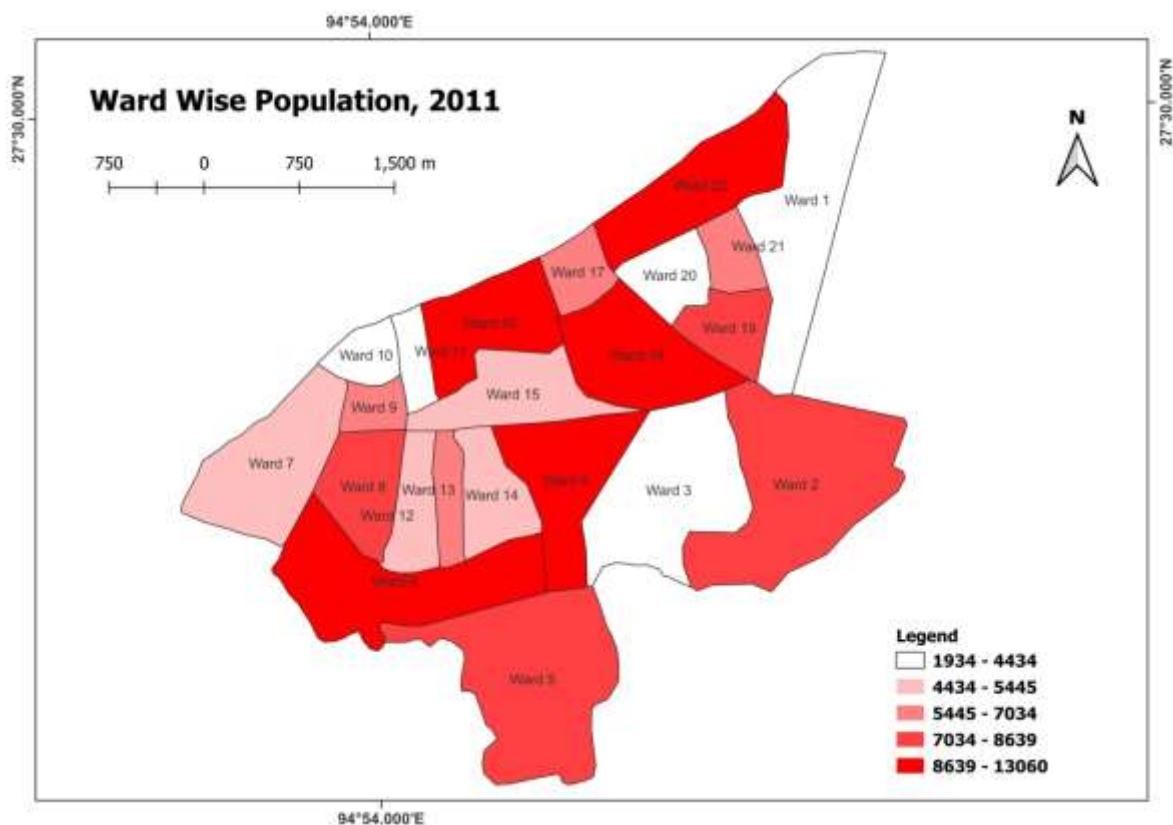 94°54.000'E
27°30.000'N
27°30.000'N
Ward Wise Population, 2011
N
750 0 750 1,500 m
Ward 22
Ward 1
Ward 21
Ward 17
Ward 20
Ward 19
Ward 10
Ward 15
Ward 9
Ward 7
Ward 8
Ward 13
Ward 14
Ward 12
Ward 3
Ward 2
Ward 5
Legend
1934 - 4434
4434 - 5445
5445 - 7034
7034 - 8639
8639 - 13060
94°54.000'E